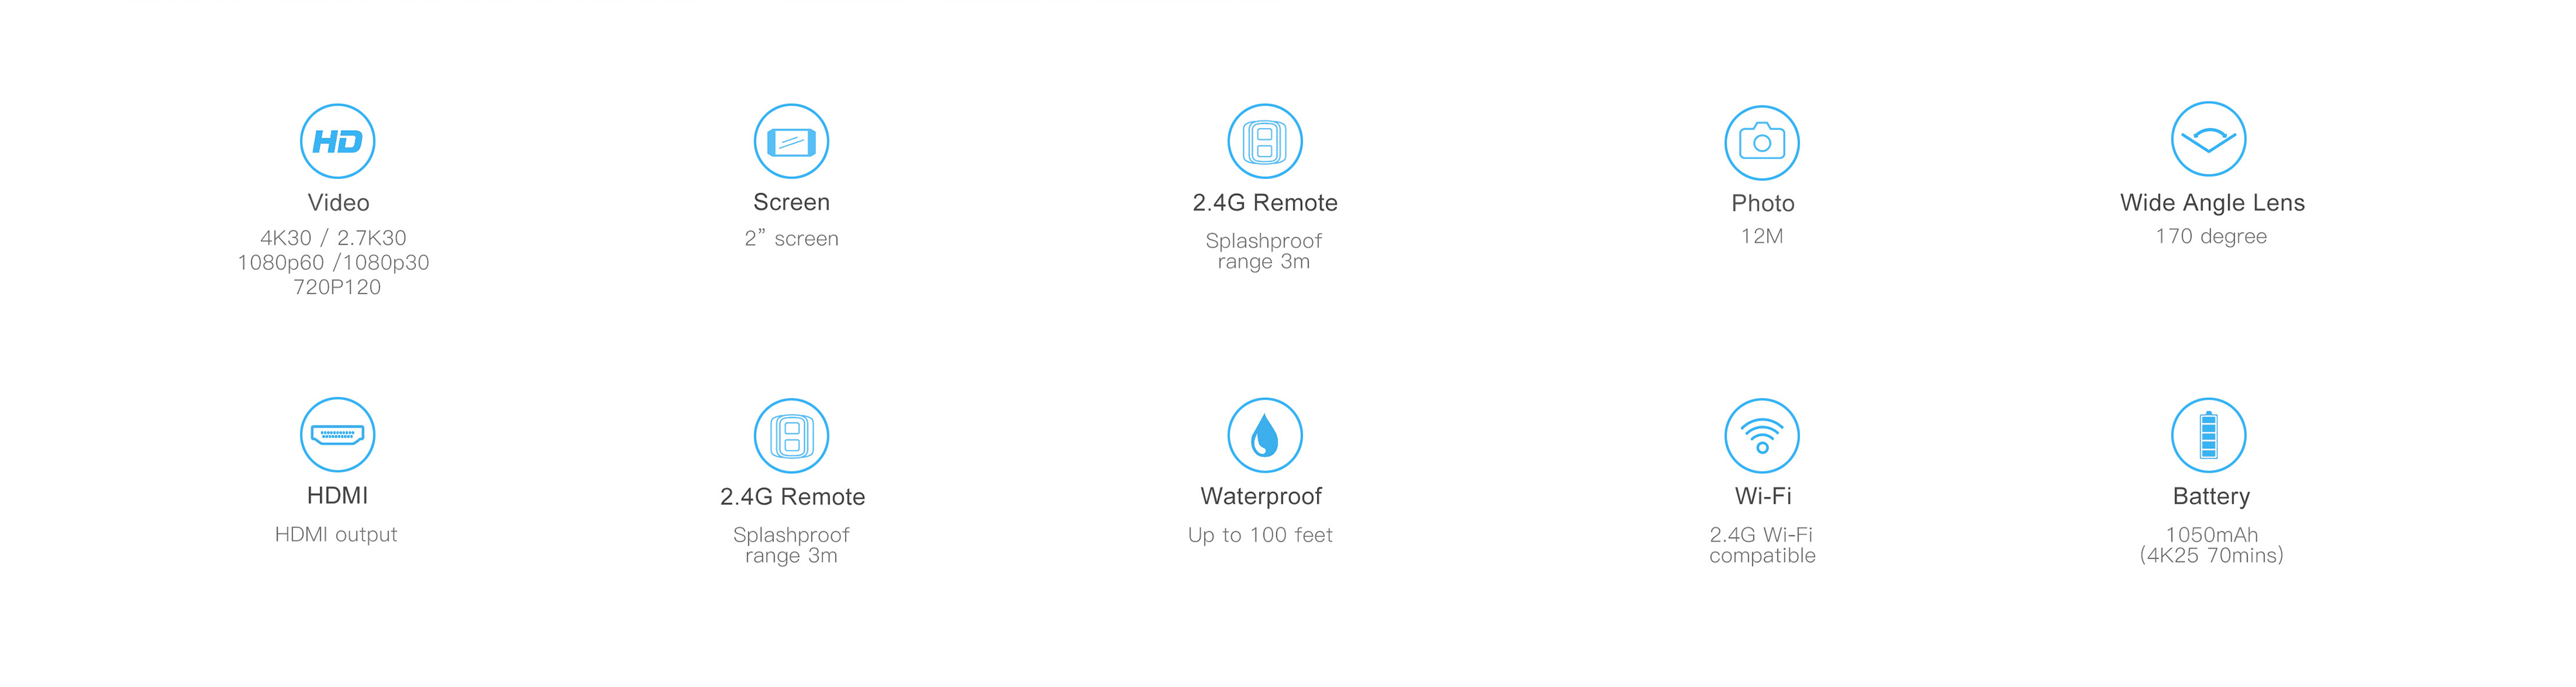 HD
Video
4K30 / 2.7K30
1080p60 /1080p30
720P120
Screen
2” screen
2.4G Remote
Splashproof
range 3m
Photo
12M
Wide Angle Lens
170 degree
HDMI
HDMI output
2.4G Remote
Splashproof
range 3m
Waterproof
Up to 100 feet
Wi-Fi
2.4G Wi-Fi
compatible
Battery
1050mAh
(4K25 70mins)